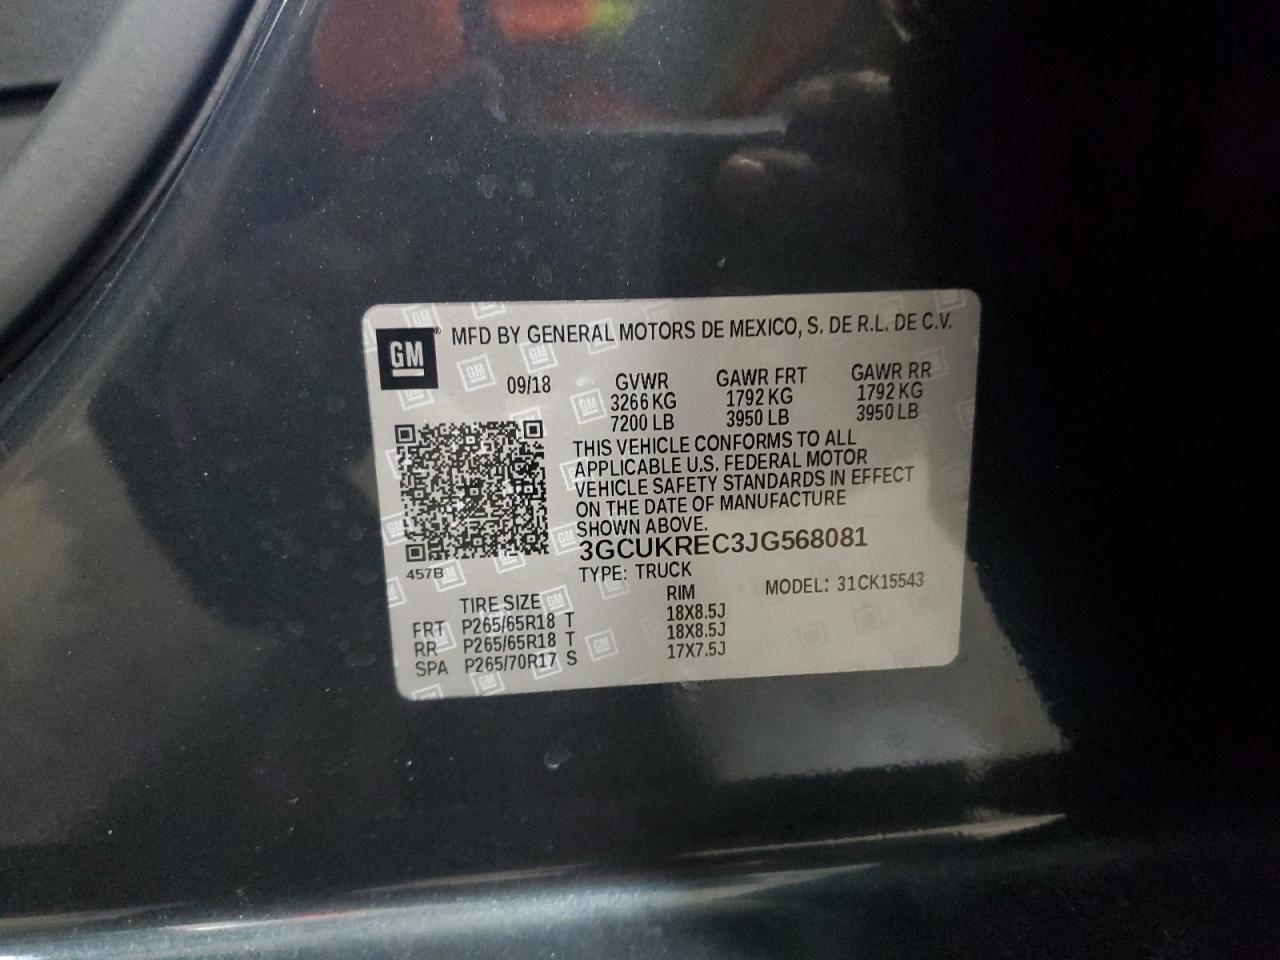 GM® MFD BY GENERAL MOTORS DE MEXICO, S. DE R.L. DE C.V.
09/18 GVWR GAWR FRT GAWR RR
3266 KG 1792 KG 1792 KG
7200 LB 3950 LB 3950 LB
THIS VEHICLE CONFORMS TO ALL
APPLICABLE U.S. FEDERAL MOTOR
VEHICLE SAFETY STANDARDS IN EFFECT
ON THE DATE OF MANUFACTURE
SHOWN ABOVE.
3GCUKREC3JG568081
457B TYPE: TRUCK MODEL: 31CK15543
TIRE SIZE RIM
FRT P265/65R18 T 18X8.5J
RR P265/65R18 T 18X8.5J
SPA P265/70R17 S 17X7.5J